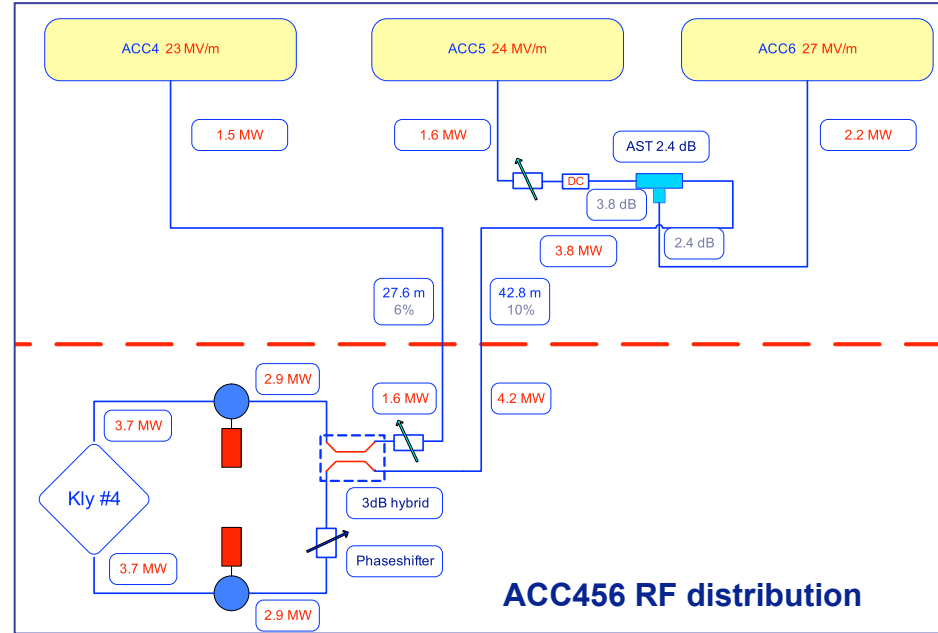 ACC4 23 MV/m
ACC5 24 MV/m
ACC6 27 MV/m
1.5 MW
1.6 MW
2.2 MW
AST 2.4 dB
DC
3.8 dB
2.4 dB
3.8 MW
27.6 m
6%
42.8 m
10%
2.9 MW
1.6 MW
4.2 MW
3.7 MW
Kly #4
3dB hybrid
Phaseshifter
3.7 MW
2.9 MW
ACC456 RF distribution